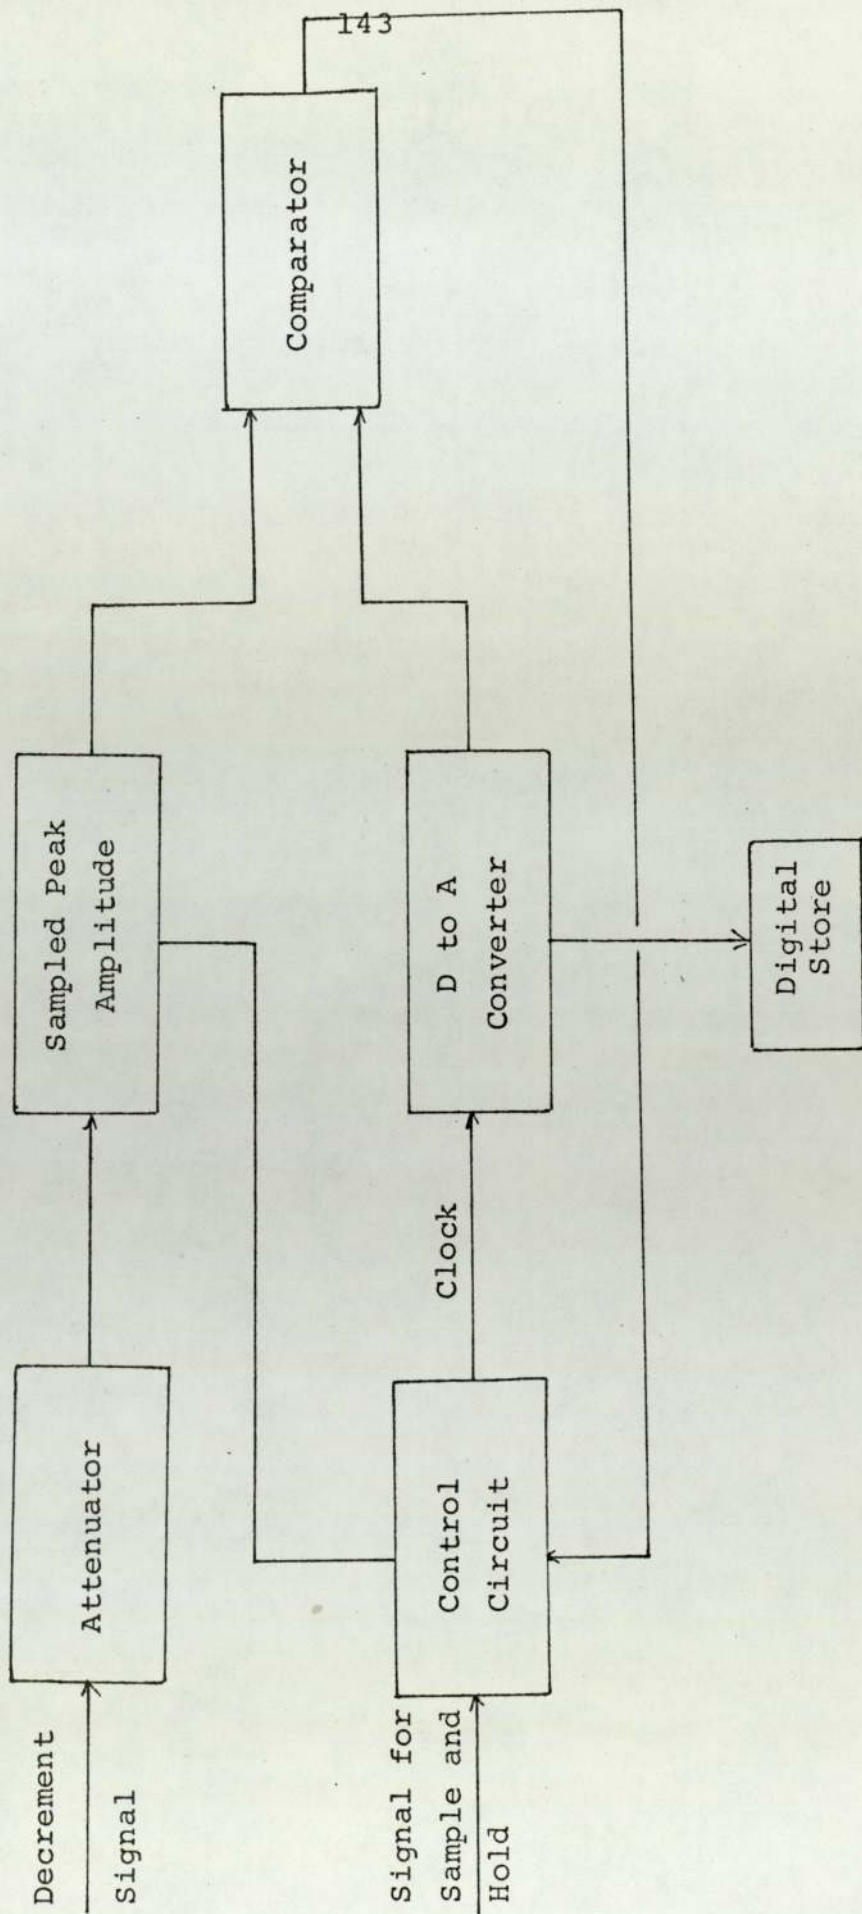 143
Decrement
Signal
Attenuator
Sampled Peak
Amplitude
Comparator
Signal for
Sample and
Hold
Control
Circuit
Clock
D to A
Converter
Digital
Store